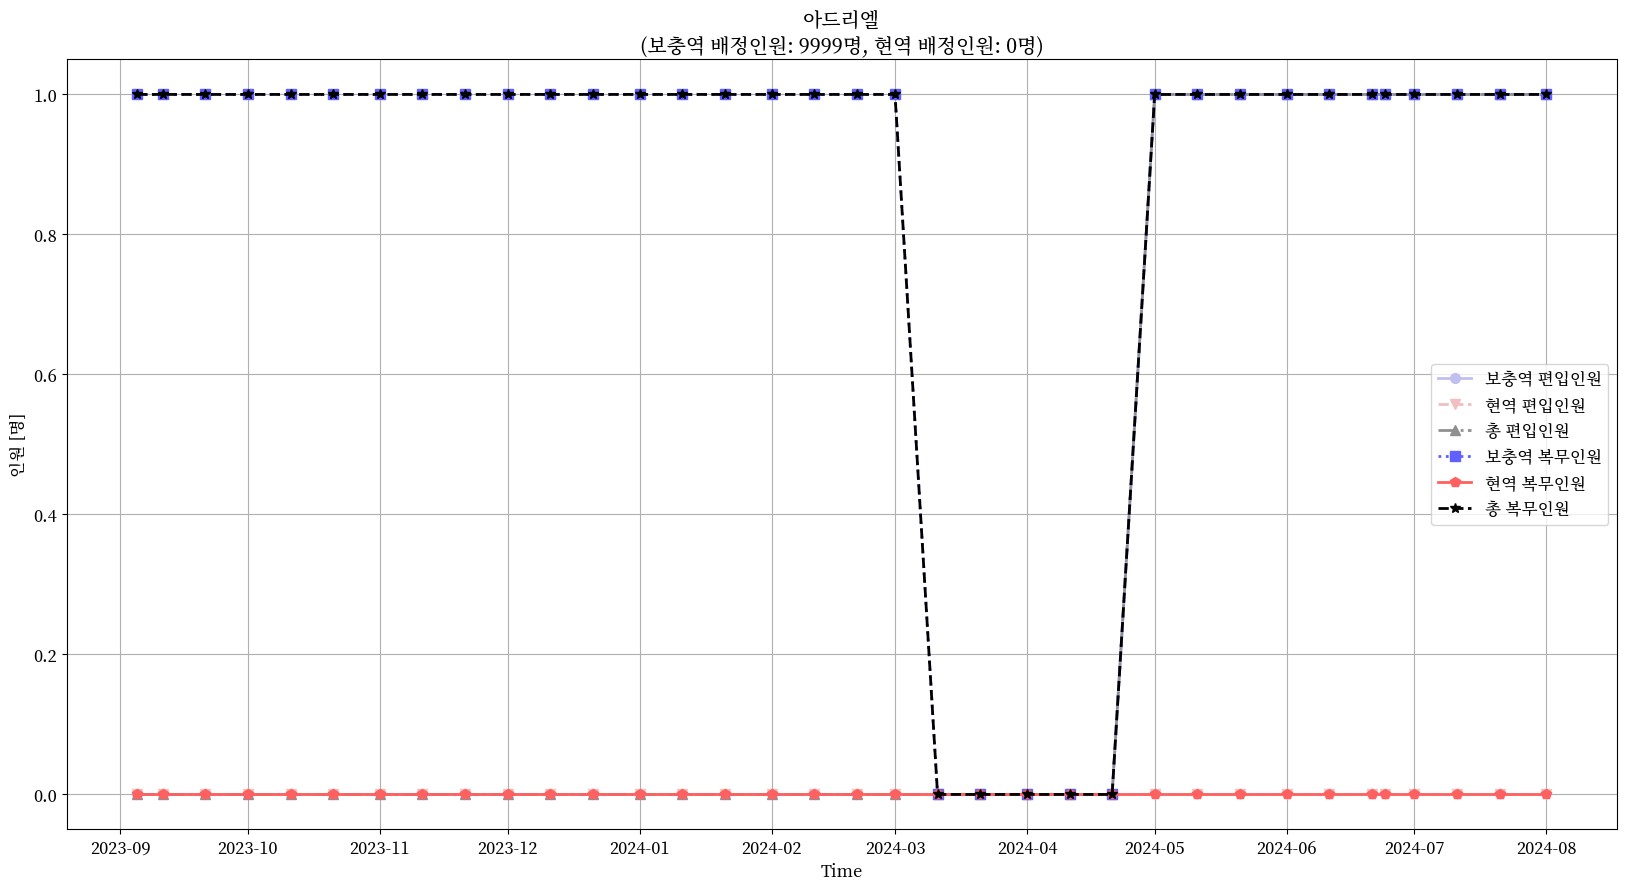 아드리엘
(보충역 배정인원: 9999명, 현역 배정인원: 0명)
1.0
0.8
0.6
0.4
0.2
0.0
인원 [명]
보충역 편입인원
현역 편입인원
총 편입인원
보충역 복무인원
현역 복무인원
총 복무인원
2023-09 2023-10 2023-11 2023-12 2024-01 2024-02 2024-03 2024-04 2024-05 2024-06 2024-07 2024-08
Time